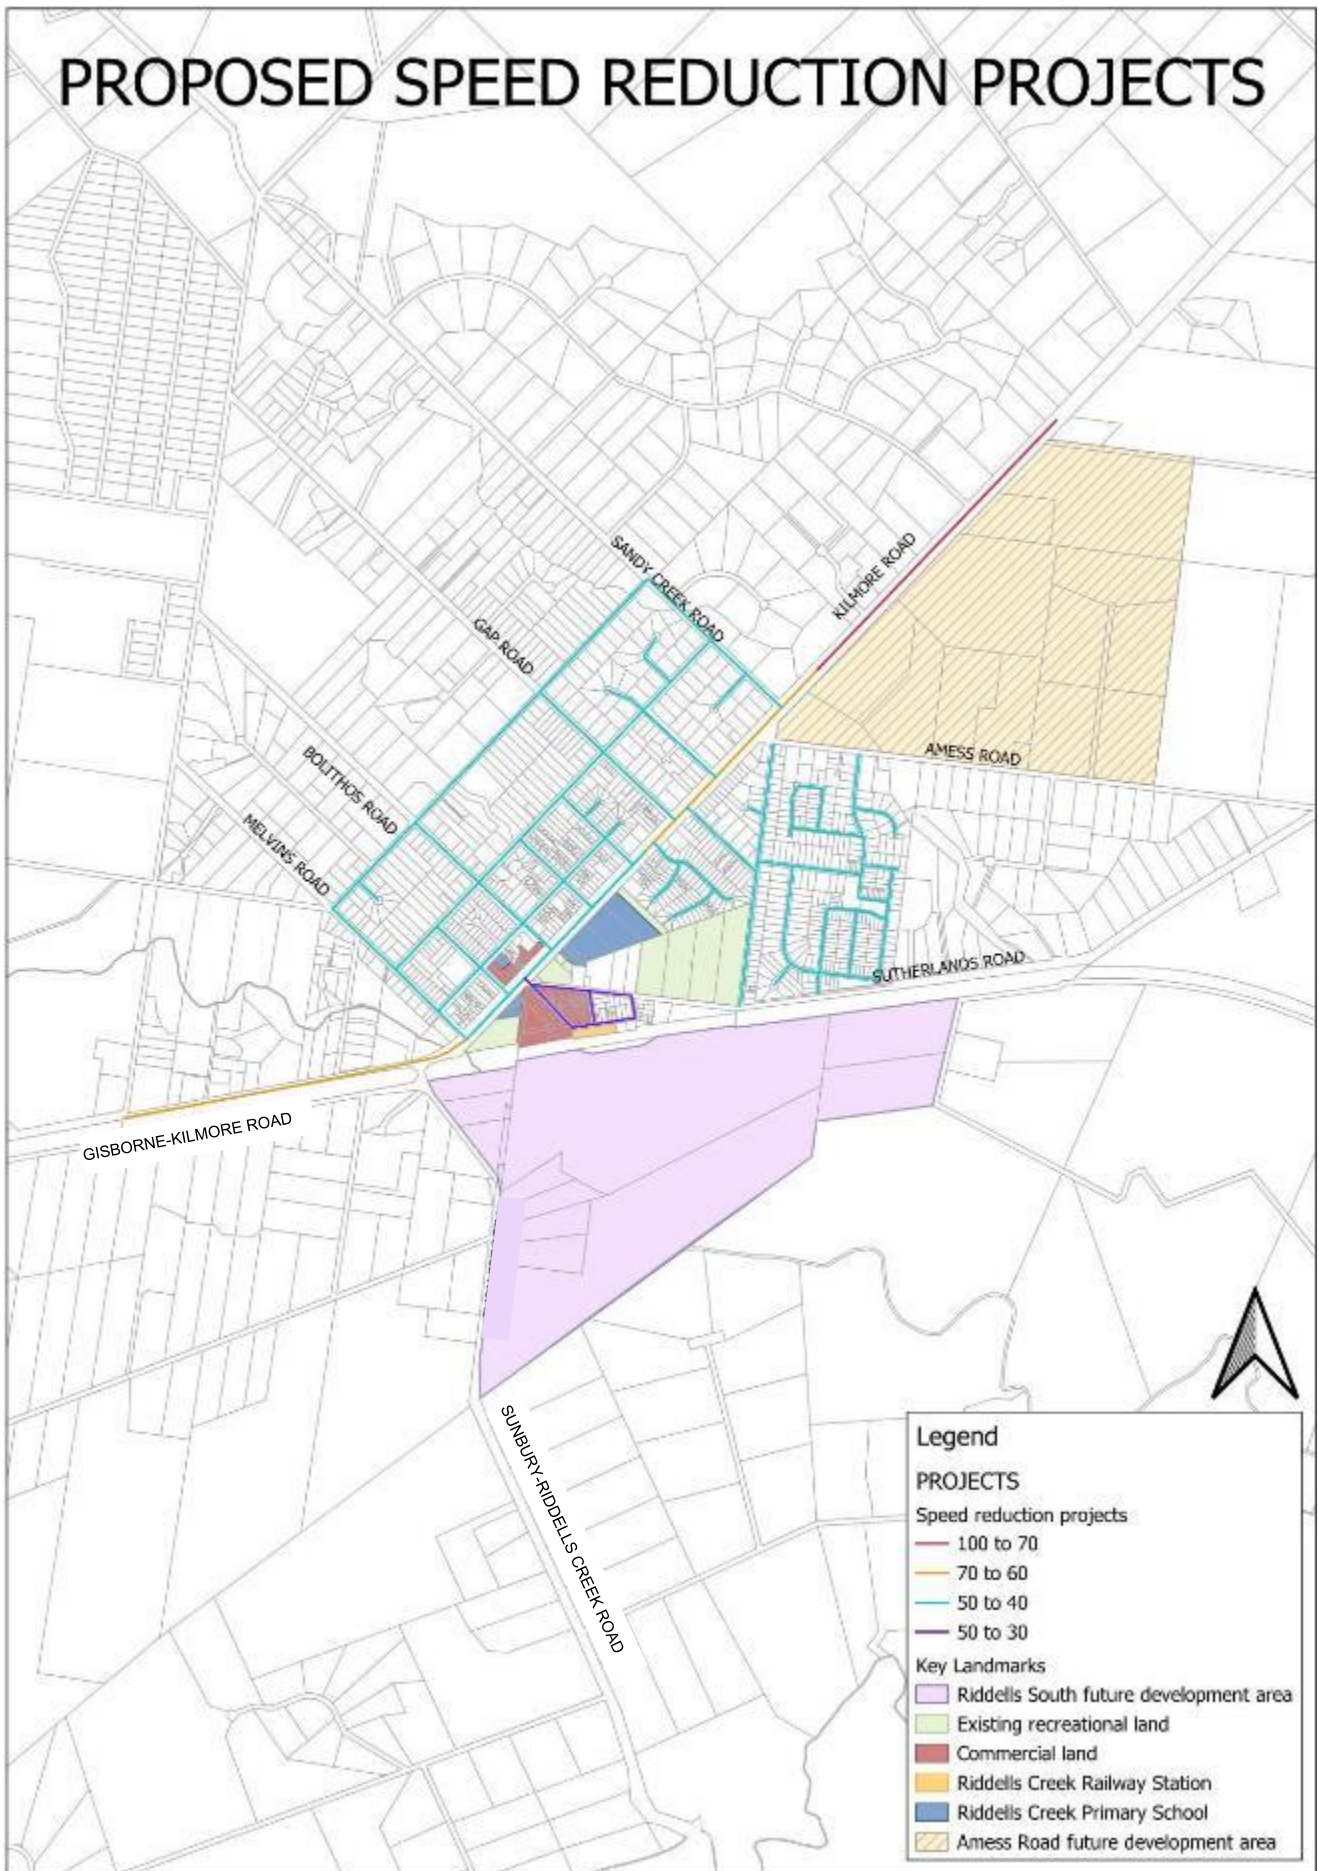 PROPOSED SPEED REDUCTION PROJECTS
SANDY CREEK ROAD
KILMORE ROAD
GAP ROAD
AMESS ROAD
BOLITHOS ROAD
MELVINS ROAD
SUTHERLANDS ROAD
GISBORNE-KILMORE ROAD
SUNBURY-RIDDELLS CREEK ROAD
Legend
PROJECTS
Speed reduction projects
100 to 70
70 to 60
50 to 40
50 to 30
Key Landmarks
Riddells South future development area
Existing recreational land
Commercial land
Riddells Creek Railway Station
Riddells Creek Primary School
Amess Road future development area